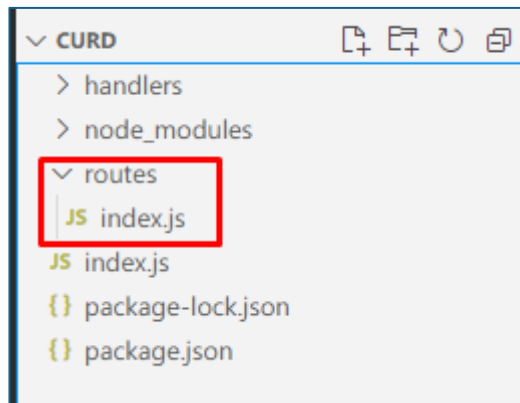 CURD
handlers
node_modules
routes
JS index.js
JS index.js
{} package-lock.json
{} package.json